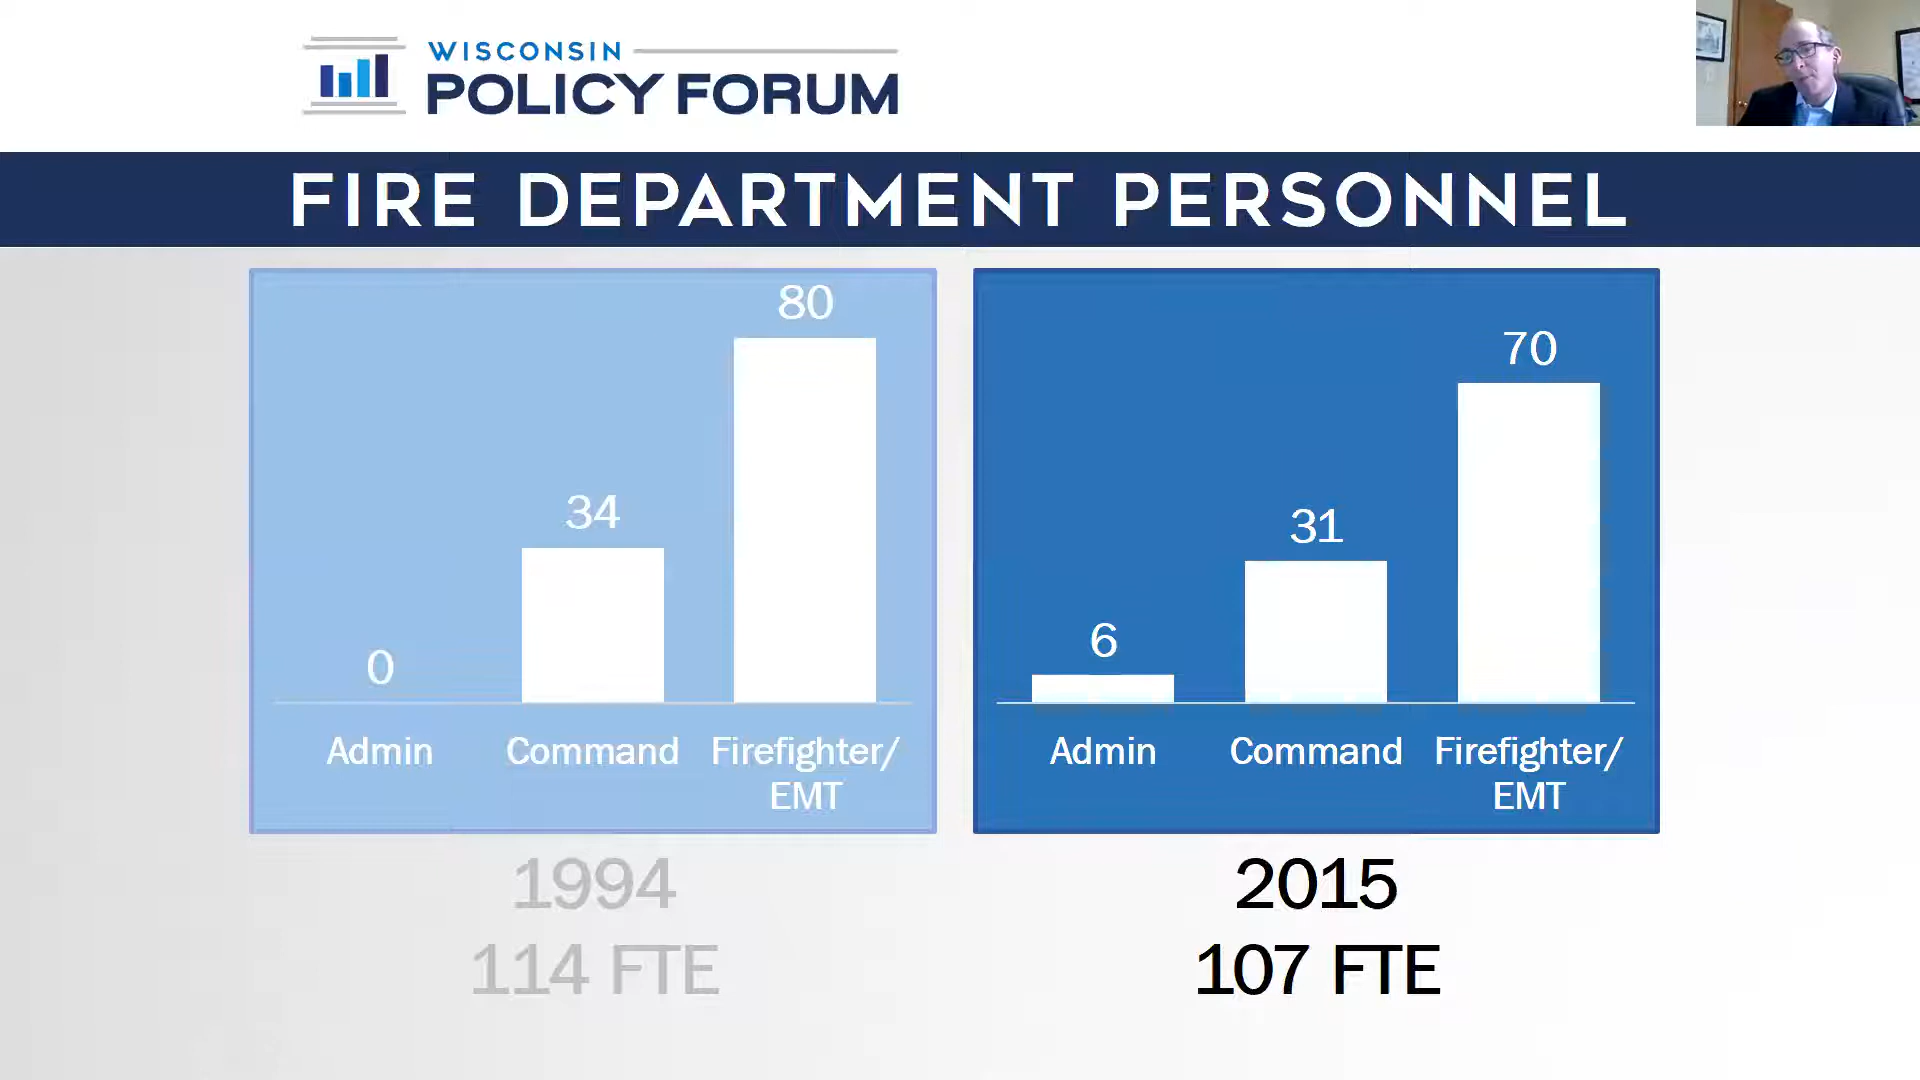 WISCONSIN
POLICY FORUM
FIRE DEPARTMENT PERSONNEL
80
34
0
Admin
Command
Firefighter/
EMT
1994
114 FTE
70
31
6
Admin
Command
Firefighter/
EMT
2015
107 FTE